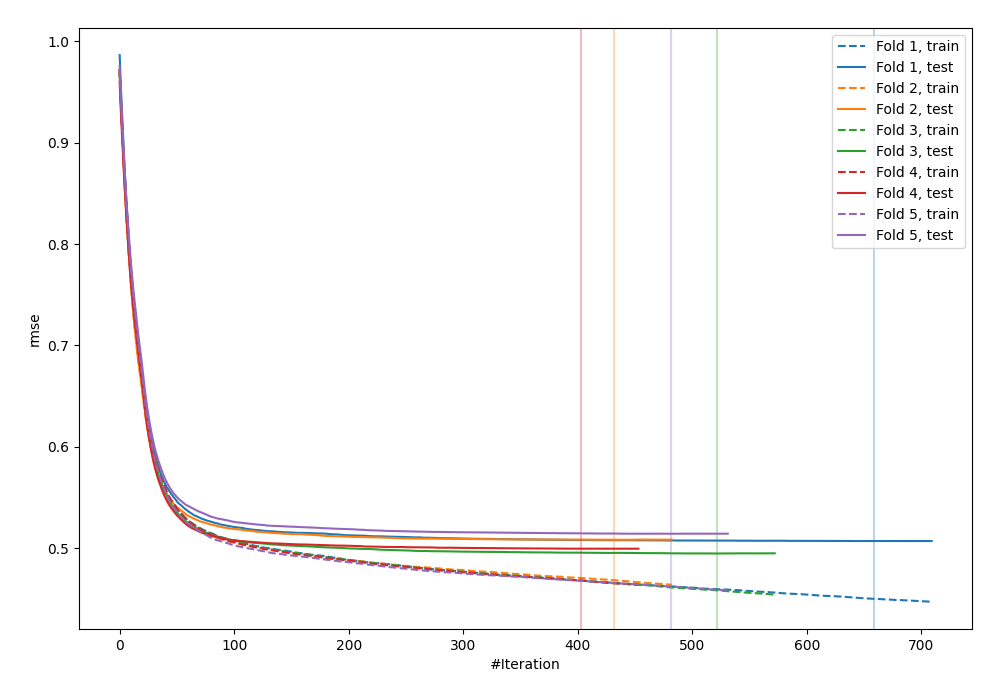 1.0
0.9
0.8
0.7
0.6
0.5
rmse
0
100
200
300
400
500
600
700
#Iteration
Fold 1, train
Fold 1, test
Fold 2, train
Fold 2, test
Fold 3, train
Fold 3, test
Fold 4, train
Fold 4, test
Fold 5, train
Fold 5, test